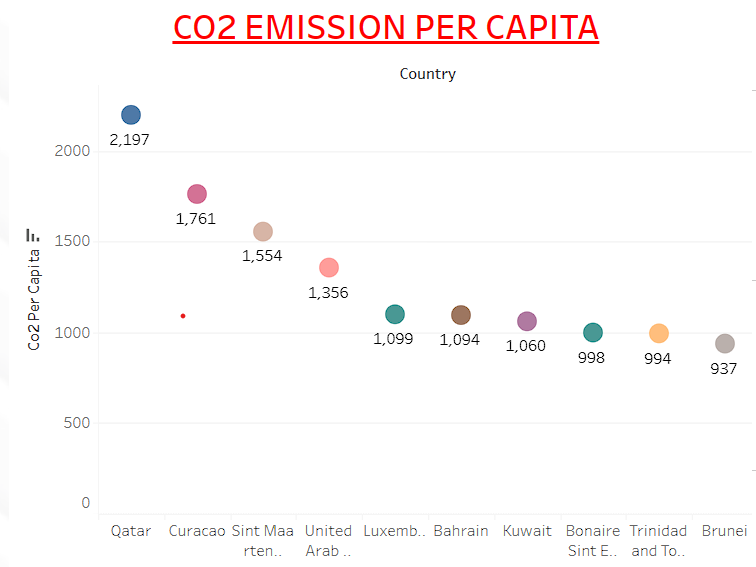 CO2 EMISSION PER CAPITA
Country
Co2 Per Capita
2000
1500
1000
500
0
2,197
1,761
1,554
1,356
1,099
1,094
1,060
998
994
937
Qatar
Curacao
Sint Maa
rten..
United
Arab ..
Luxemb..
Bahrain
Kuwait
Bonaire
Sint E..
Trinidad
and To..
Brunei